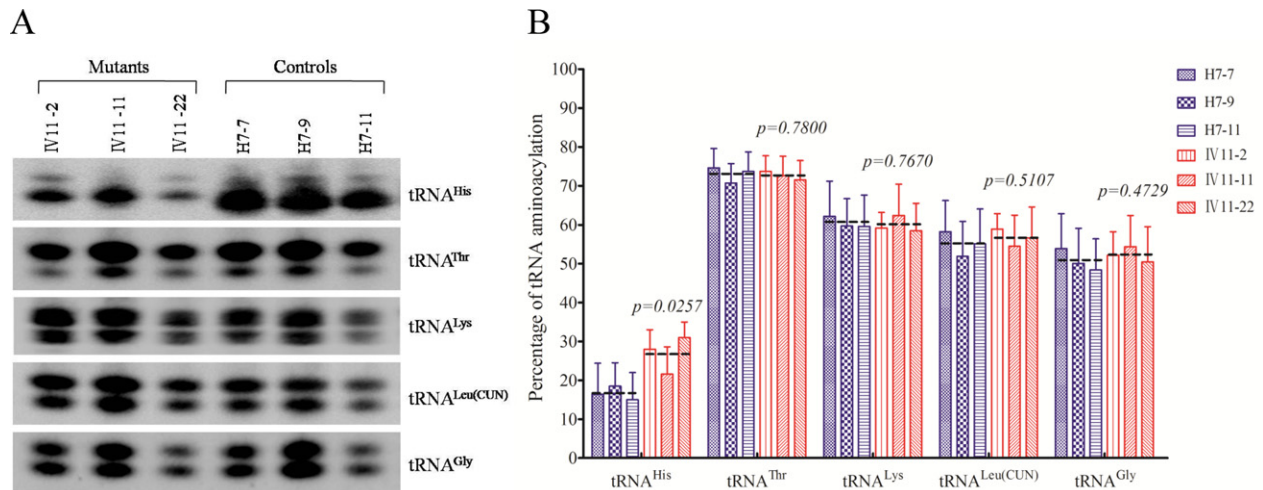 A
Mutants Controls
Ⅳ11-2
Ⅳ11-11
Ⅳ11-22
H7-7
H7-9
H7-11
tRNAHis
tRNAThr
tRNALys
tRNALeu(CUN)
tRNAGly
B
Percentage of tRNA aminoacylation
100
90
80
70
60
50
40
30
20
10
0
p=0.0257
p=0.7800
p=0.7670
p=0.5107
p=0.4729
tRNAHis tRNAThr tRNALys tRNALeu(CUN) tRNAGly
H7-7
H7-9
H7-11
Ⅳ11-2
Ⅳ11-11
Ⅳ11-22